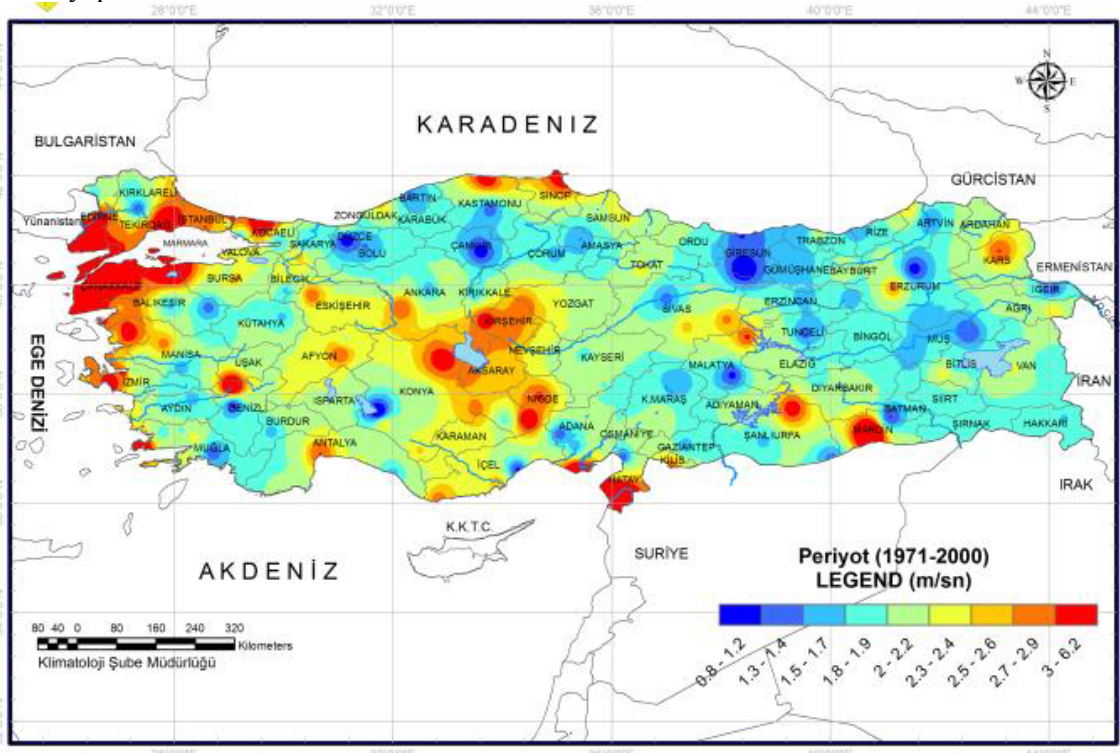 28°0'0"E 32°0'0"E 36°0'0"E 40°0'0"E 44°0'0"E
N
W E
S
KARADENIZ
BULGARİSTAN
GÜRCİSTAN
Yünanistan
ERMENİSTAN
İRAN
IRAK
SURİYE
K.K.T.C.
AKDENİZ
EGE DENİZİ
MARMARA
KIRKLARELİ
EDİRNE
TEKİRDAĞ
İSTANBUL
KOCAELİ
YALOVA
SAKARYA
DÜZCE
BOLU
ZONGULDAK
BARTIN
KARABÜK
KASTAMONU
SİNOP
SAMSUN
ÇANKIRI
ÇORUM
AMASYA
TOKAT
ORDU
GİRESUN
TRABZON
RİZE
ARTVİN
ARDAHAN
KARS
GÜMÜŞHANE
BAYBURT
ERZURUM
IĞDIR
AĞRI
ÇANAKKALE
BALIKESİR
BURSA
BİLECİK
ESKİŞEHİR
ANKARA
KIRIKKALE
YOZGAT
SİVAS
ERZİNCAN
TUNCELİ
BİNGÖL
MUŞ
BİTLİS
VAN
KÜTAHYA
MANİSA
UŞAK
AFYON
KIRŞEHİR
NEVŞEHİR
KAYSERİ
AKSARAY
MALATYA
ELAZIĞ
DİYARBAKIR
SİİRT
BATMAN
İZMİR
AYDIN
DENİZLİ
ISPARTA
BURDUR
KONYA
NİĞDE
K.MARAŞ
ADIYAMAN
MARDİN
ŞIRNAK
HAKKARİ
MUĞLA
ANTALYA
KARAMAN
İÇEL
ADANA
OSMANİYE
GAZİANTEP
KİLİS
ŞANLIURFA
HATAY
Periyot (1971-2000)
LEGEND (m/sn)
0.8 - 1.2
1.3 - 1.4
1.5 - 1.7
1.8 - 1.9
2 - 2.2
2.3 - 2.4
2.5 - 2.6
2.7 - 2.9
3 - 6.2
80 40 0 80 160 240 320
Kilometers
Klimatoloji Şube Müdürlüğü